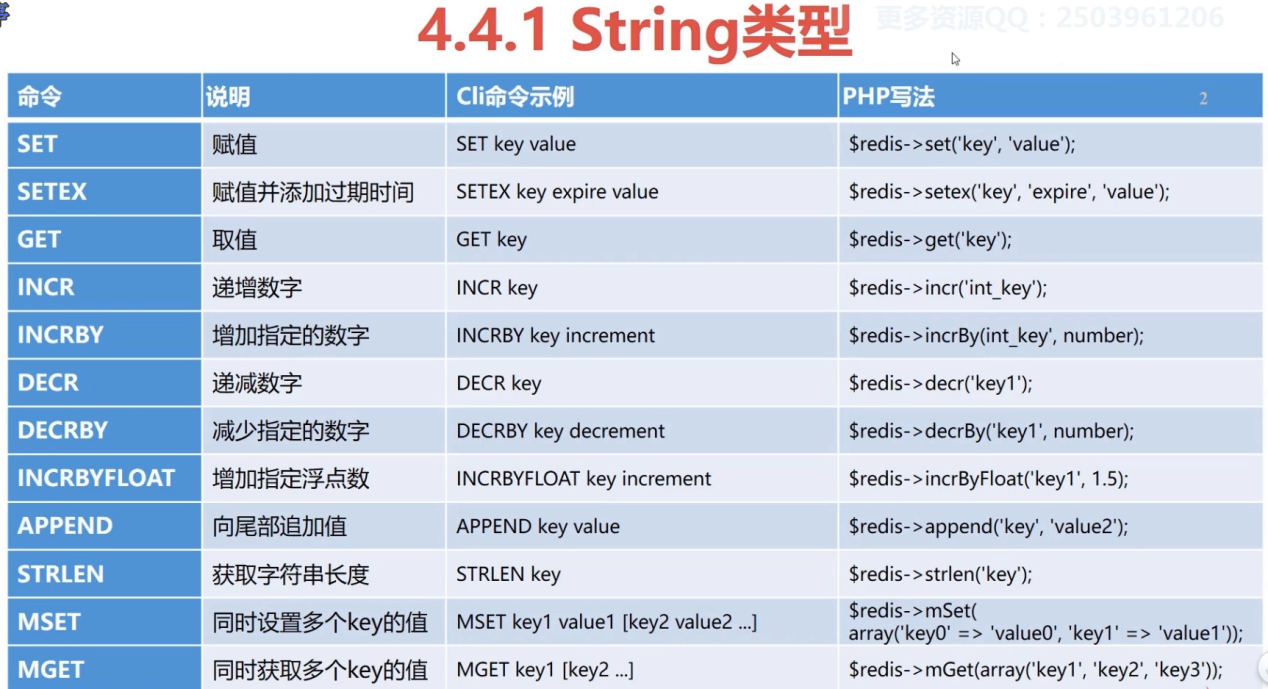 事
4.4.1 String类型
更多资源QQ：2503961206
命令 说明 Cli命令示例 PHP写法 2
SET 赋值 SET key value $redis->set('key', 'value');
SETEX 赋值并添加过期时间 SETEX key expire value $redis->setex('key', 'expire', 'value');
GET 取值 GET key $redis->get('key');
INCR 递增数字 INCR key $redis->incr('int_key');
INCRBY 增加指定的数字 INCRBY key increment $redis->incrBy(int_key', number);
DECR 递减数字 DECR key $redis->decr('key1');
DECRBY 减少指定的数字 DECRBY key decrement $redis->decrBy('key1', number);
INCRBYFLOAT 增加指定浮点数 INCRBYFLOAT key increment $redis->incrByFloat('key1', 1.5);
APPEND 向尾部追加值 APPEND key value $redis->append('key', 'value2');
STRLEN 获取字符串长度 STRLEN key $redis->strlen('key');
MSET 同时设置多个key的值 MSET key1 value1 [key2 value2 ...] $redis->mSet(
array('key0' => 'value0', 'key1' => 'value1'));
MGET 同时获取多个key的值 MGET key1 [key2 ...] $redis->mGet(array('key1', 'key2', 'key3'));